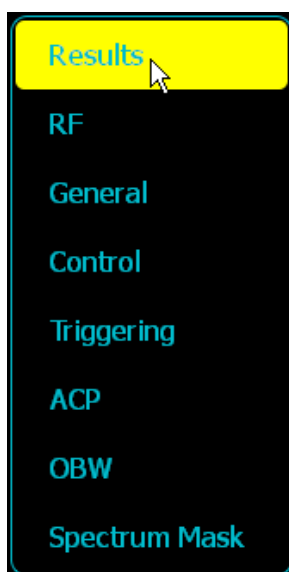 Results
RF
General
Control
Triggering
ACP
OBW
Spectrum Mask